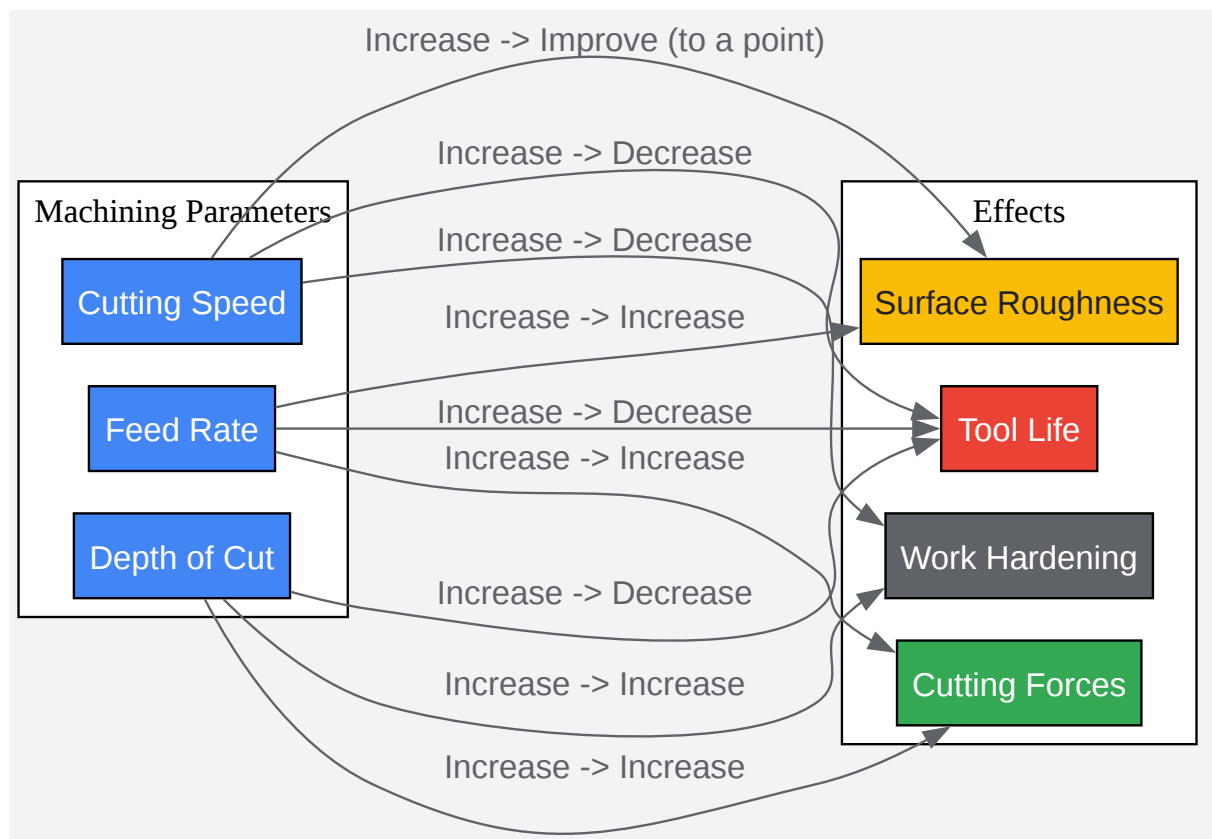 Increase -> Improve (to a point)
Increase -> Decrease
Machining Parameters
Effects
Increase -> Decrease
Cutting Speed
Surface Roughness
Increase -> Increase
Increase -> Decrease
Feed Rate
Tool Life
Increase -> Increase
Depth of Cut
Work Hardening
Increase -> Decrease
Increase -> Increase
Cutting Forces
Increase -> Increase